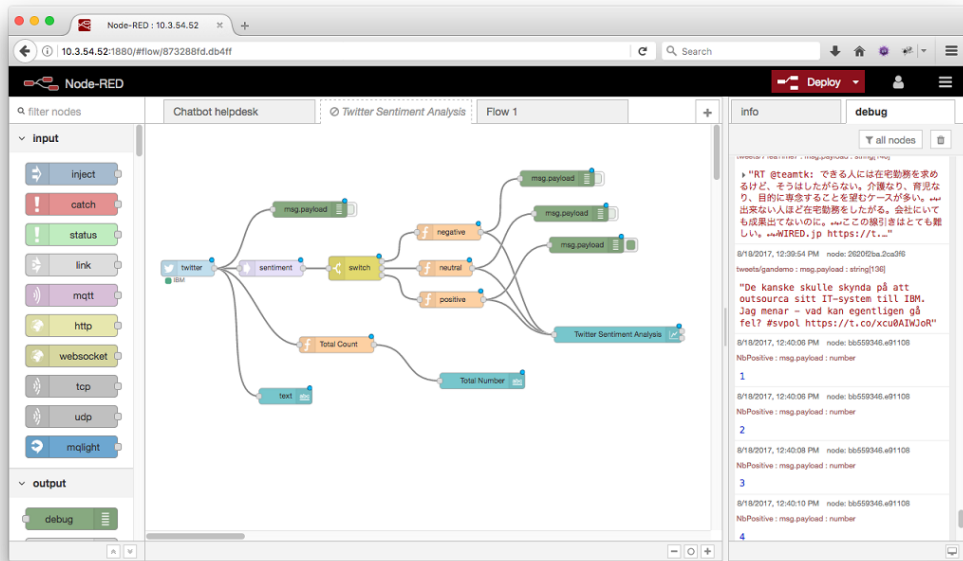 Node-RED : 10.3.54.52
10.3.54.52:1880/#flow/873288fd.db4ff
Search
Node-RED
Deploy
filter nodes
Chatbot helpdesk
Twitter Sentiment Analysis
Flow 1
info
debug
all nodes
input
inject
catch
status
link
mqtt
http
websocket
tcp
udp
mqlight
output
debug
msg.payload
msg.payload
msg.payload
msg.payload
negative
twitter
IBM
sentiment
switch
neutral
positive
Twitter Sentiment Analysis
Total Count
Total Number
text
abc
abc
"RT @teamtk: できる人には在宅勤務を求め
るけど、そうはしたがらない。介護なり、育児な
り、目的に専念することを望むケースが多い。↵↵
出来ない人ほど在宅勤務をしたがる。会社にいて
も成果出てないのに。↵↵ここの線引きはとても難
しい。↵↵WIRED.jp https://t.…"
8/18/2017, 12:39:54 PM node: 2620f2ba.2ca3f6
tweets/gandemo : msg.payload : string[136]
"De kanske skulle skynda på att
outsourca sitt IT-system till IBM.
Jag menar – vad kan egentligen gå
fel? #svpol https://t.co/xcu0AIWJoR"
8/18/2017, 12:40:06 PM node: bb559346.e91108
NbPositive : msg.payload : number
1
8/18/2017, 12:40:06 PM node: bb559346.e91108
NbPositive : msg.payload : number
2
8/18/2017, 12:40:08 PM node: bb559346.e91108
NbPositive : msg.payload : number
3
8/18/2017, 12:40:10 PM node: bb559346.e91108
NbPositive : msg.payload : number
4